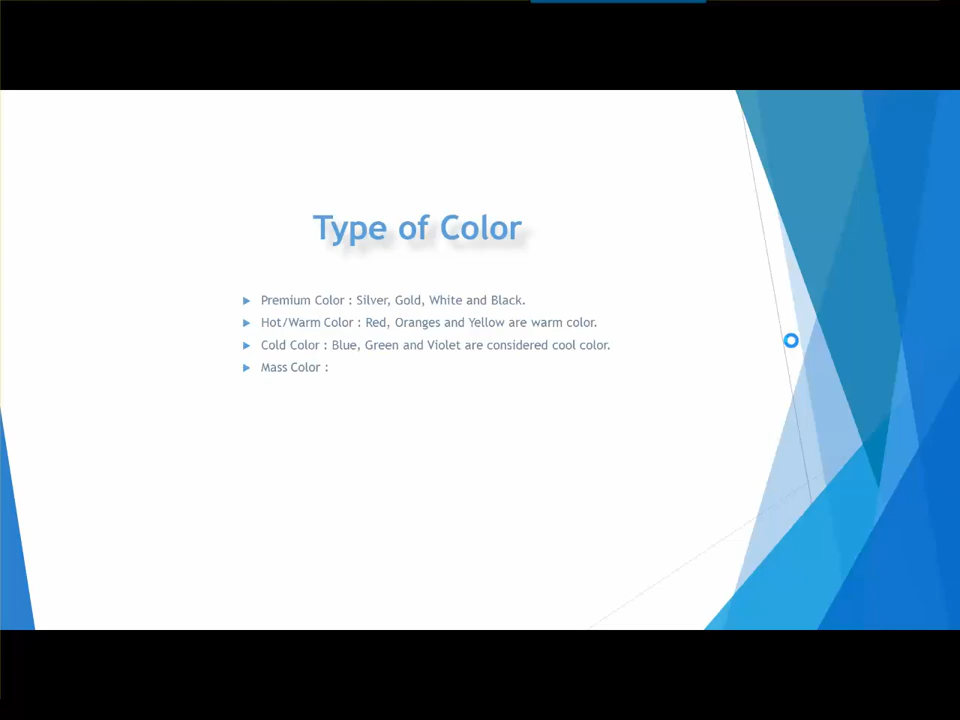 Type of Color
Premium Color : Silver, Gold, White and Black.
Hot/Warm Color : Red, Oranges and Yellow are warm color.
Cold Color : Blue, Green and Violet are considered cool color.
Mass Color :